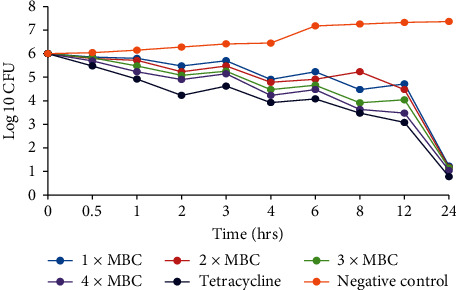 Log10 CFU
8
7
6
5
4
3
2
1
0
0 0.5 1 2 3 4 6 8 12 24
Time (hrs)
1 × MBC 2 × MBC 3 × MBC
4 × MBC Tetracycline Negative control